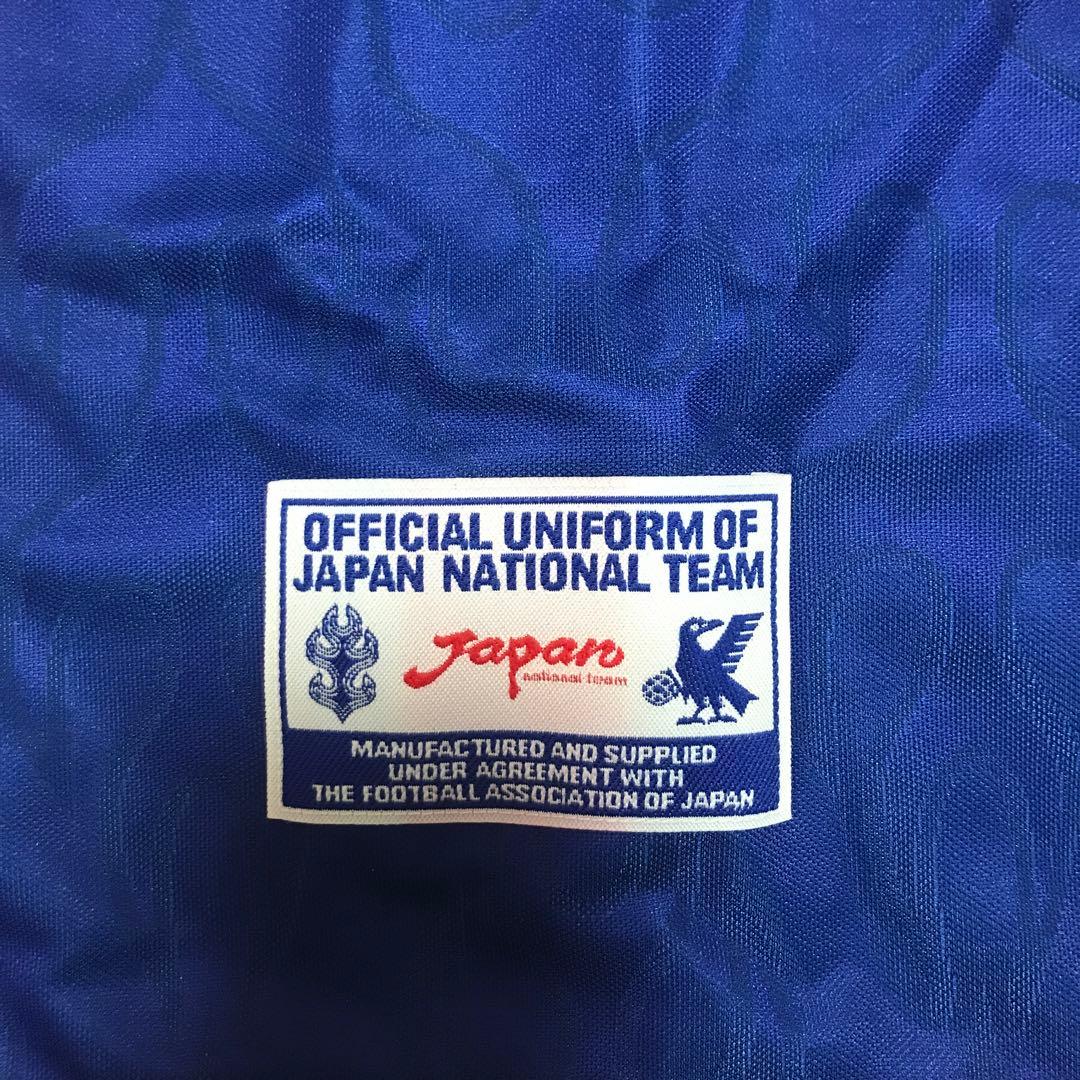 OFFICIAL UNIFORM OF
JAPAN NATIONAL TEAM
Japan
national team
MANUFACTURED AND SUPPLIED
UNDER AGREEMENT WITH
THE FOOTBALL ASSOCIATION OF JAPAN